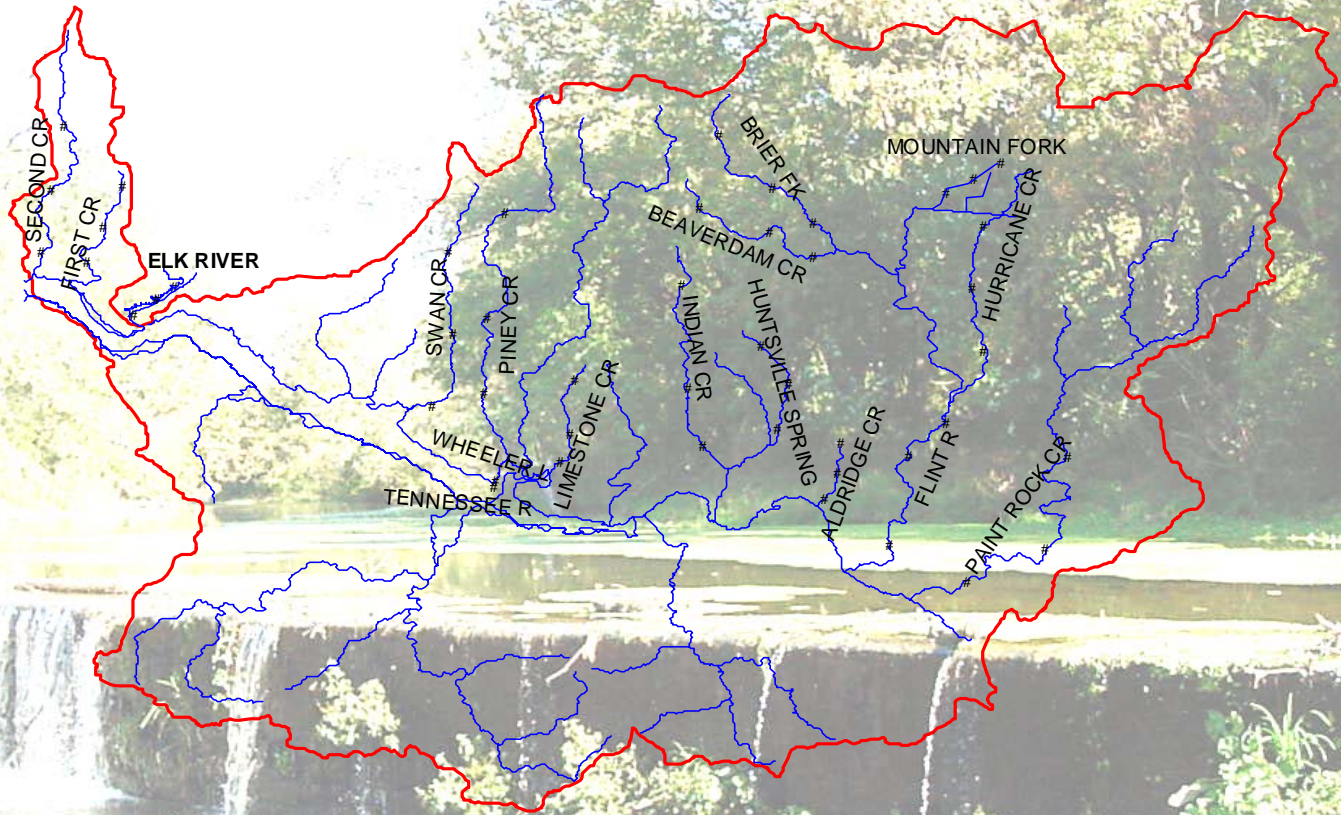 SECOND CR
FIRST CR
ELK RIVER
SWAN CR
PINEY CR
WHEELER L
TENNESSEE R
LIMESTONE CR
BRIER FK
BEAVERDAM CR
INDIAN CR
HUNTSVILLE SPRING
ALDRIDGE CR
FLINT R
MOUNTAIN FORK
HURRICANE CR
PAINT ROCK CR